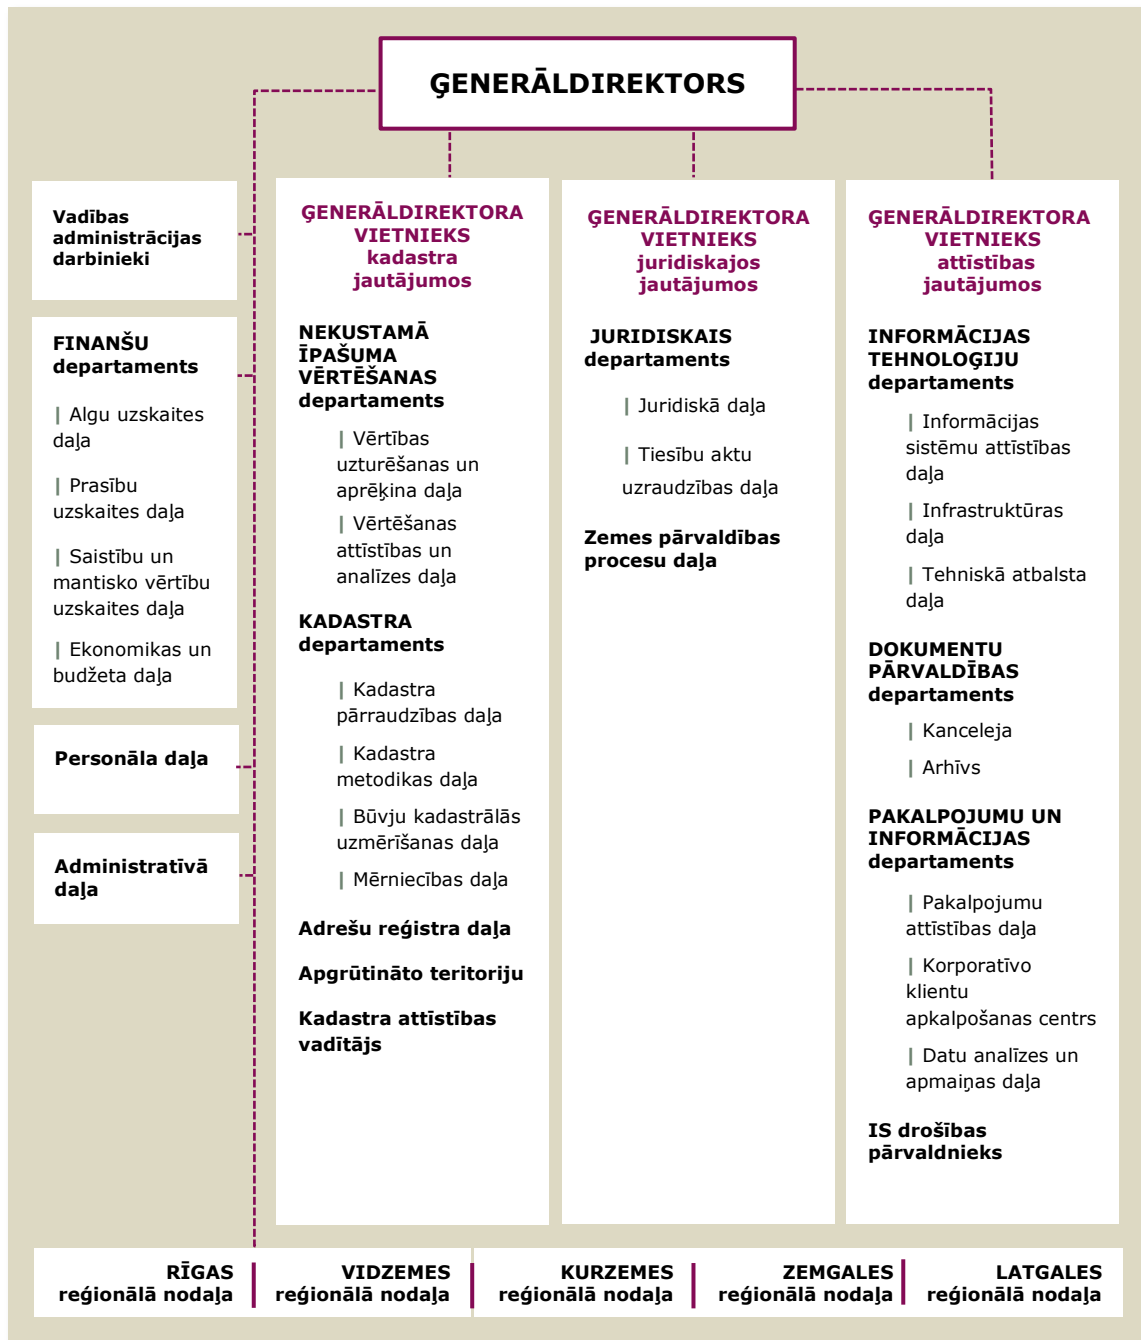 ĢENERĀLDIREKTORS
Vadības
administrācijas
darbinieki
FINANŠU
departaments
| Algu uzskaites
daļa
| Prasību
uzskaites daļa
| Saistību un
mantisko vērtību
uzskaites daļa
| Ekonomikas un
budžeta daļa
Personāla daļa
Administratīvā
daļa
ĢENERĀLDIREKTORA
VIETNIEKS
kadastra
jautājumos
NEKUSTAMĀ
ĪPAŠUMA
VĒRTĒŠANAS
departaments
| Vērtības
uzturēšanas un
aprēķina daļa
| Vērtēšanas
attīstības un
analīzes daļa
KADASTRA
departaments
| Kadastra
pārraudzības daļa
| Kadastra
metodikas daļa
| Būvju kadastrālās
uzmērīšanas daļa
| Mērniecības daļa
Adrešu reģistra daļa
Apgrūtināto teritoriju
Kadastra attīstības
vadītājs
ĢENERĀLDIREKTORA
VIETNIEKS
juridiskajos
jautājumos
JURIDISKAIS
departaments
| Juridiskā daļa
| Tiesību aktu
uzraudzības daļa
Zemes pārvaldības
procesu daļa
ĢENERĀLDIREKTORA
VIETNIEKS
attīstības
jautājumos
INFORMĀCIJAS
TEHNOLOĢIJU
departaments
| Informācijas
sistēmu attīstības
daļa
| Infrastruktūras
daļa
| Tehniskā atbalsta
daļa
DOKUMENTU
PĀRVALDĪBAS
departaments
| Kanceleja
| Arhīvs
PAKALPOJUMU UN
INFORMĀCIJAS
departaments
| Pakalpojumu
attīstības daļa
| Korporatīvo
klientu
apkalpošanas centrs
| Datu analīzes un
apmaiņas daļa
IS drošības
pārvaldnieks
RĪGAS
reģionālā nodaļa
VIDZEMES
reģionālā nodaļa
KURZEMES
reģionālā nodaļa
ZEMGALES
reģionālā nodaļa
LATGALES
reģionālā nodaļa